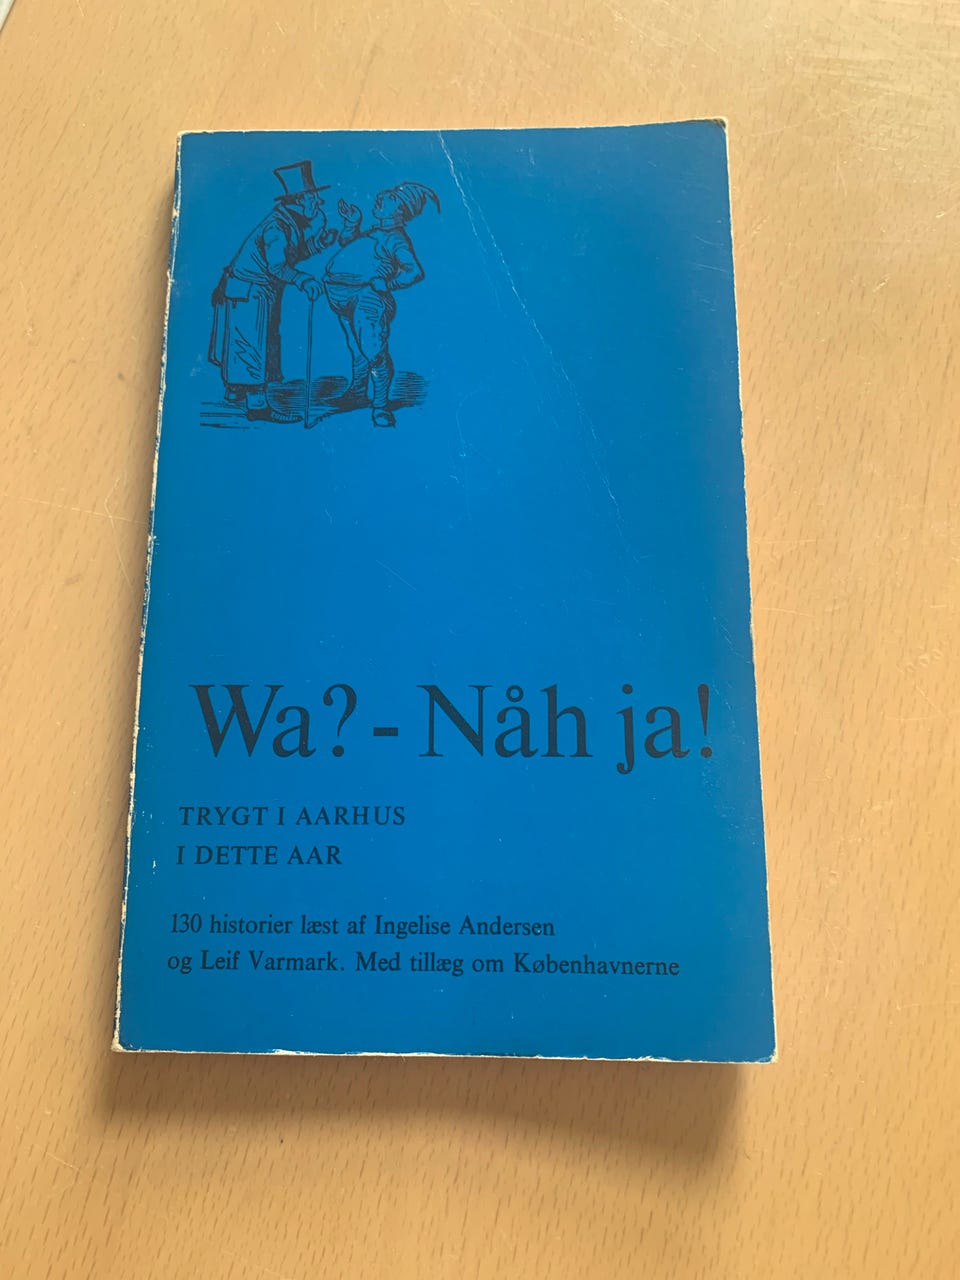 Wa? - Nåh ja!
TRYGT I AARHUS
I DETTE AAR
130 historier læst af Ingelise Andersen
og Leif Varmark. Med tillæg om Københavnerne